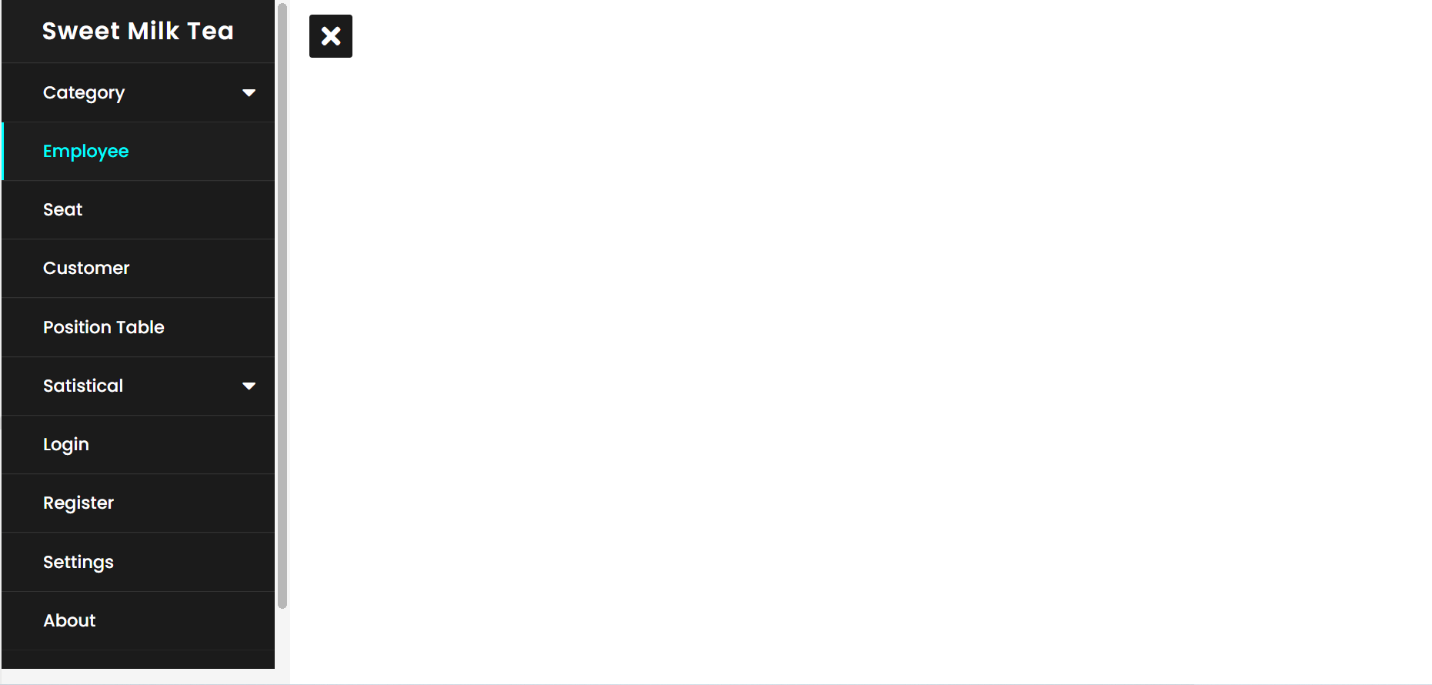 Sweet Milk Tea
Category
Employee
Seat
Customer
Position Table
Satistical
Login
Register
Settings
About